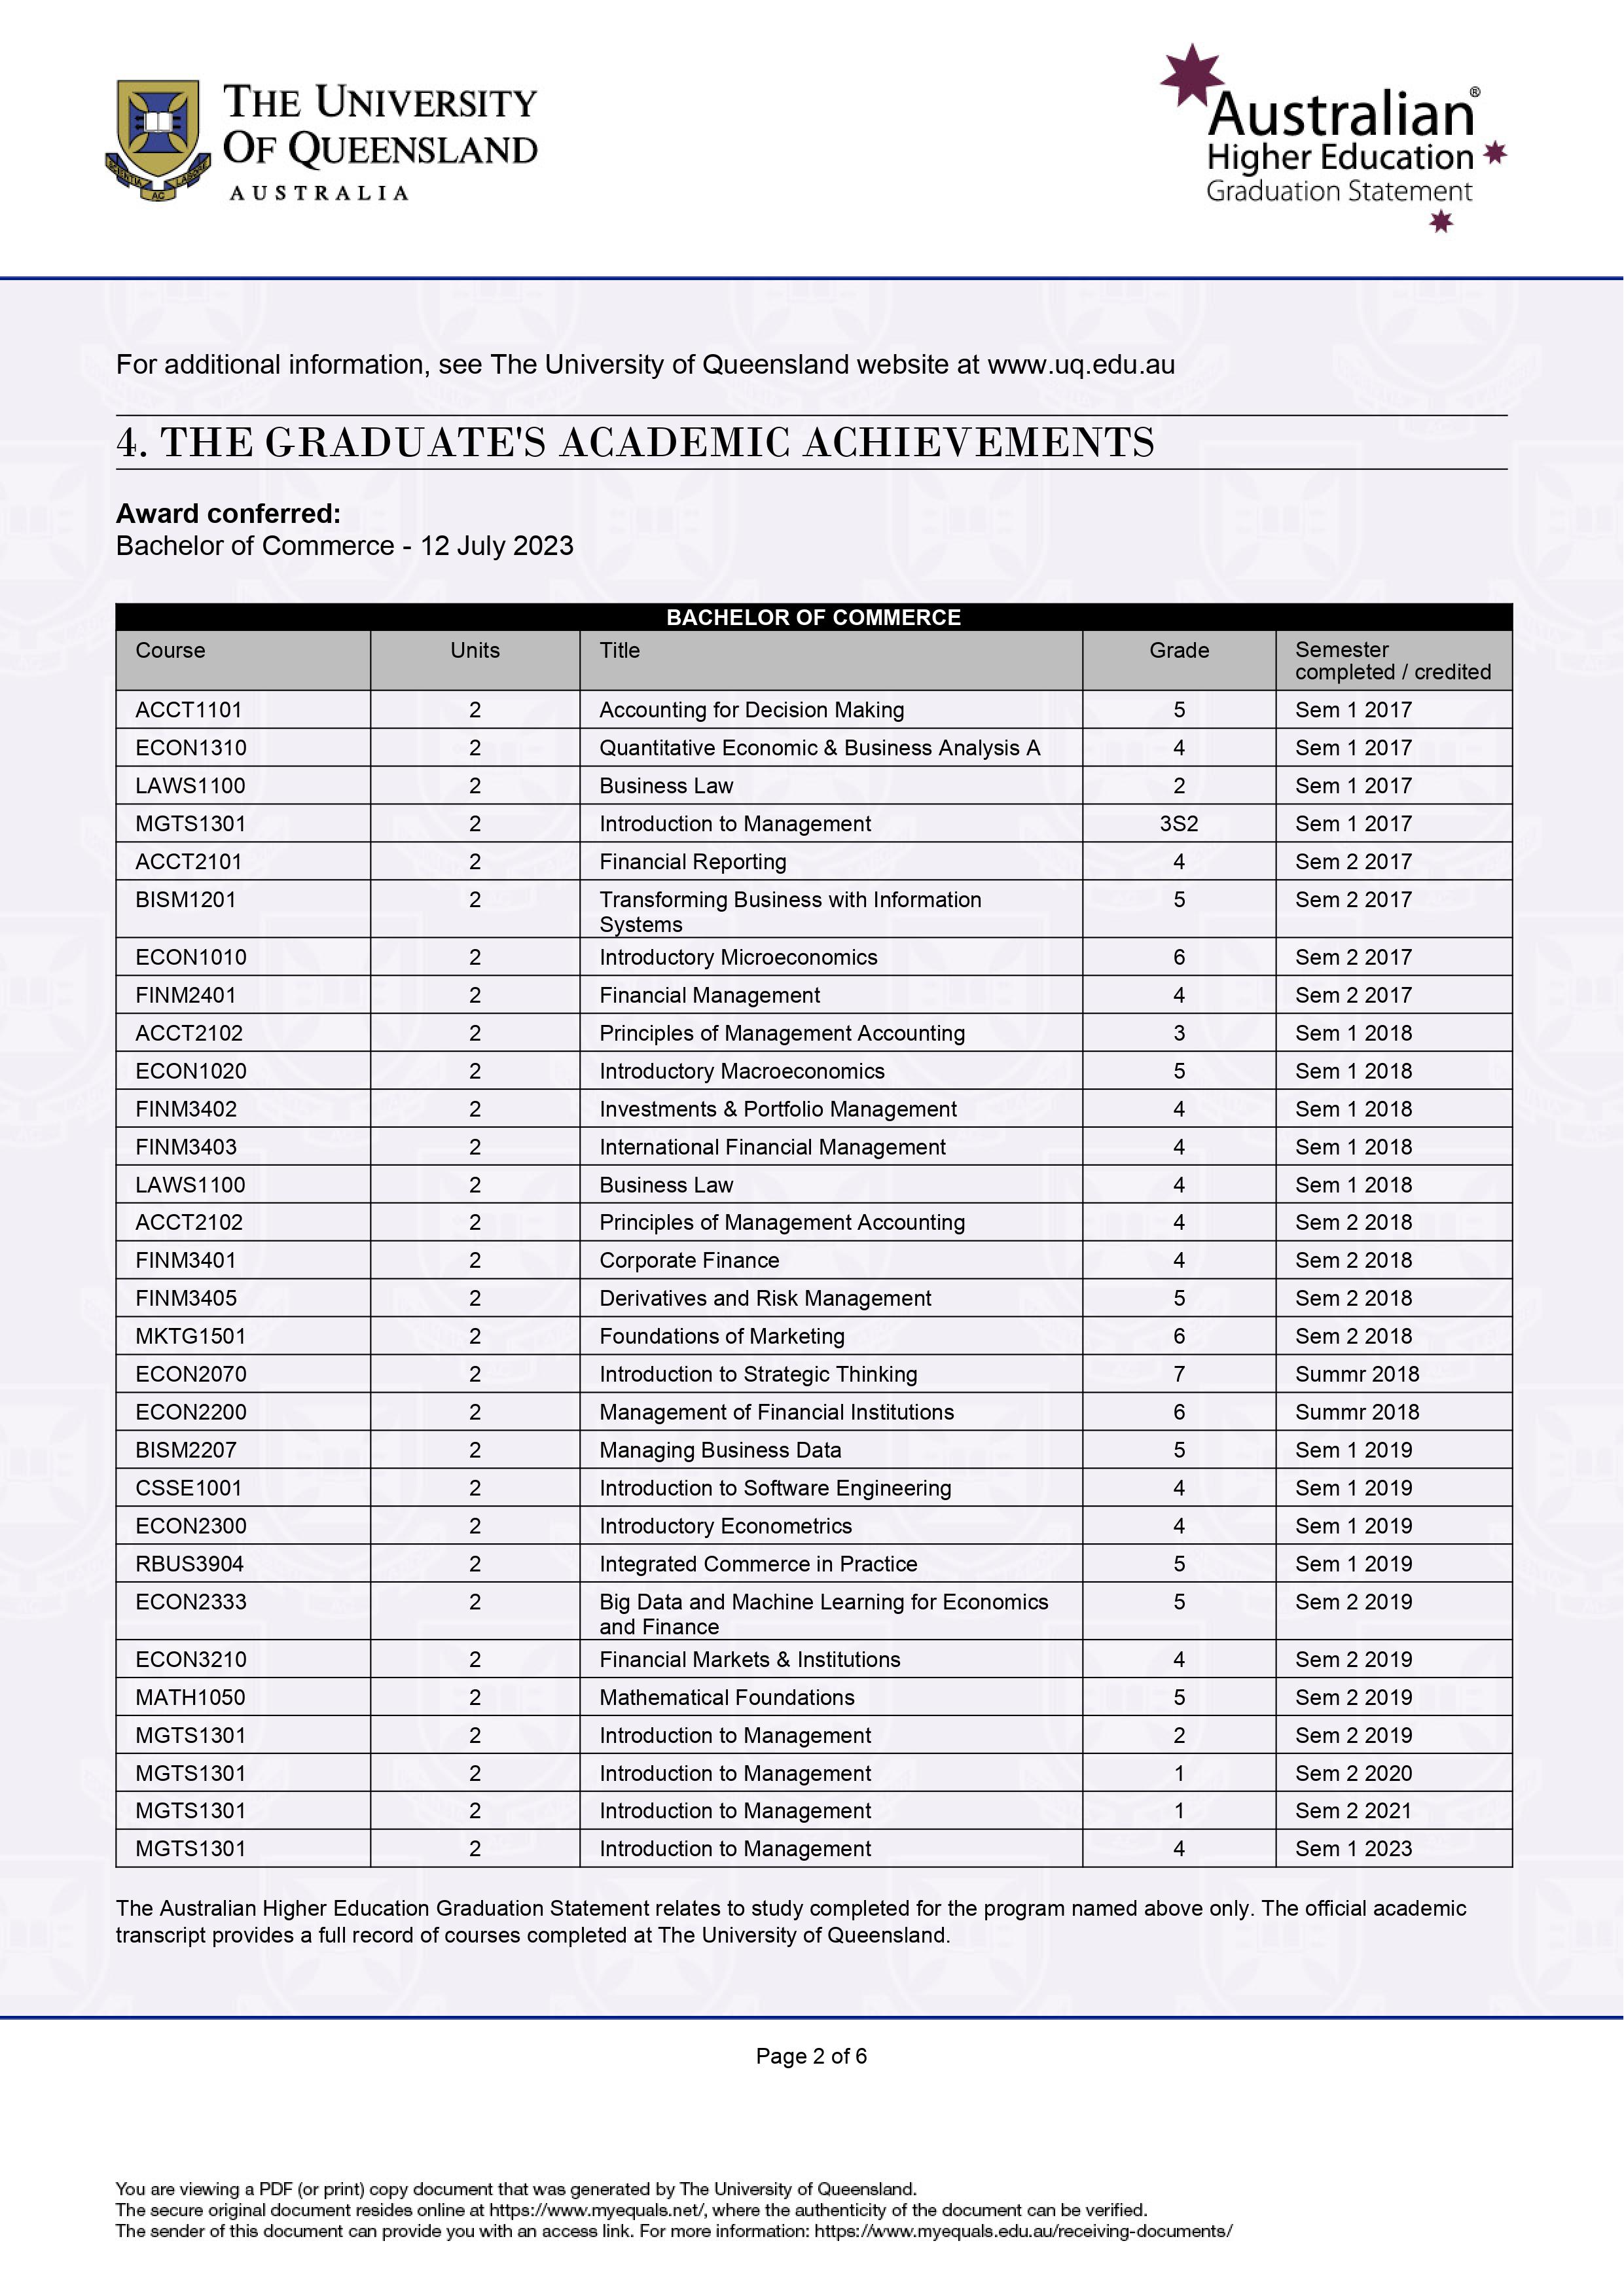 THE UNIVERSITY
OF QUEENSLAND
AUSTRALIA
SCIENTIA AC LABORE
Australian®
Higher Education
Graduation Statement
For additional information, see The University of Queensland website at www.uq.edu.au
4. THE GRADUATE'S ACADEMIC ACHIEVEMENTS
Award conferred:
Bachelor of Commerce - 12 July 2023
BACHELOR OF COMMERCE
Course Units Title Grade Semester
completed / credited
ACCT1101 2 Accounting for Decision Making 5 Sem 1 2017
ECON1310 2 Quantitative Economic & Business Analysis A 4 Sem 1 2017
LAWS1100 2 Business Law 2 Sem 1 2017
MGTS1301 2 Introduction to Management 3S2 Sem 1 2017
ACCT2101 2 Financial Reporting 4 Sem 2 2017
BISM1201 2 Transforming Business with Information 5 Sem 2 2017
Systems
ECON1010 2 Introductory Microeconomics 6 Sem 2 2017
FINM2401 2 Financial Management 4 Sem 2 2017
ACCT2102 2 Principles of Management Accounting 3 Sem 1 2018
ECON1020 2 Introductory Macroeconomics 5 Sem 1 2018
FINM3402 2 Investments & Portfolio Management 4 Sem 1 2018
FINM3403 2 International Financial Management 4 Sem 1 2018
LAWS1100 2 Business Law 4 Sem 1 2018
ACCT2102 2 Principles of Management Accounting 4 Sem 2 2018
FINM3401 2 Corporate Finance 4 Sem 2 2018
FINM3405 2 Derivatives and Risk Management 5 Sem 2 2018
MKTG1501 2 Foundations of Marketing 6 Sem 2 2018
ECON2070 2 Introduction to Strategic Thinking 7 Summr 2018
ECON2200 2 Management of Financial Institutions 6 Summr 2018
BISM2207 2 Managing Business Data 5 Sem 1 2019
CSSE1001 2 Introduction to Software Engineering 4 Sem 1 2019
ECON2300 2 Introductory Econometrics 4 Sem 1 2019
RBUS3904 2 Integrated Commerce in Practice 5 Sem 1 2019
ECON2333 2 Big Data and Machine Learning for Economics 5 Sem 2 2019
and Finance
ECON3210 2 Financial Markets & Institutions 4 Sem 2 2019
MATH1050 2 Mathematical Foundations 5 Sem 2 2019
MGTS1301 2 Introduction to Management 2 Sem 2 2019
MGTS1301 2 Introduction to Management 1 Sem 2 2020
MGTS1301 2 Introduction to Management 1 Sem 2 2021
MGTS1301 2 Introduction to Management 4 Sem 1 2023
The Australian Higher Education Graduation Statement relates to study completed for the program named above only. The official academic
transcript provides a full record of courses completed at The University of Queensland.
Page 2 of 6
You are viewing a PDF (or print) copy document that was generated by The University of Queensland.
The secure original document resides online at https://www.myequals.net/, where the authenticity of the document can be verified.
The sender of this document can provide you with an access link. For more information: https://www.myequals.edu.au/receiving-documents/